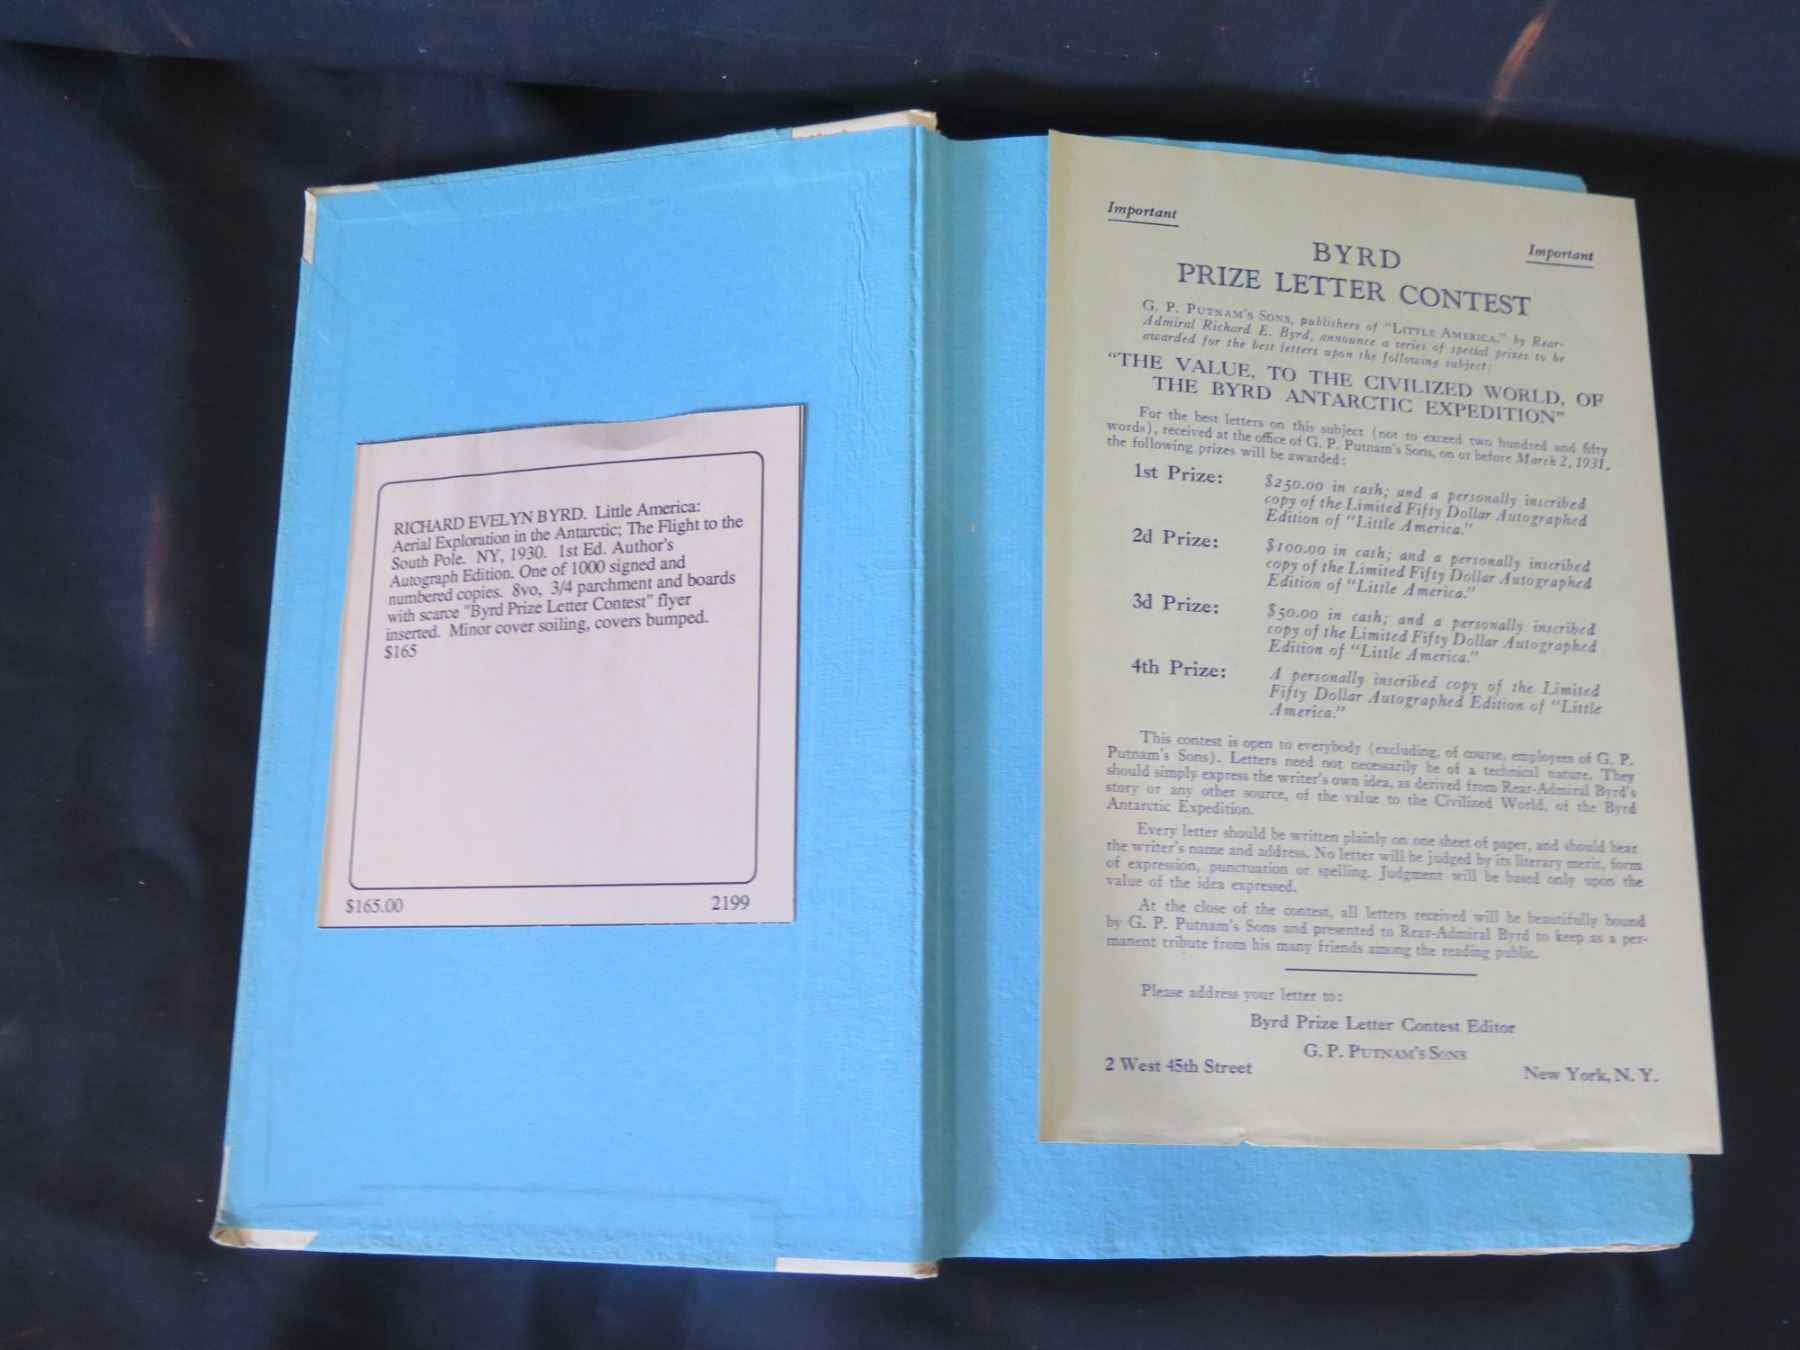 RICHARD EVELYN BYRD. Little America:
Aerial Exploration in the Antarctic; The Flight to the
South Pole. NY, 1930. 1st Ed. Author's
Autograph Edition. One of 1000 signed and
numbered copies. 8vo, 3/4 parchment and boards
with scarce "Byrd Prize Letter Contest" flyer
inserted. Minor cover soiling, covers bumped.
$165
$165.00 2199
Important
Important
BYRD
PRIZE LETTER CONTEST
G. P. PUTNAM'S SONS, publishers of "LITTLE AMERICA," by Rear-
Admiral Richard E. Byrd, announce a series of special prizes to be
awarded for the best letters upon the following subject:
"THE VALUE, TO THE CIVILIZED WORLD, OF
THE BYRD ANTARCTIC EXPEDITION"
For the best letters on this subject (not to exceed two hundred and fifty
words), received at the office of G. P. Putnam's Sons, on or before March 2, 1931,
the following prizes will be awarded:
1st Prize: $250.00 in cash; and a personally inscribed
copy of the Limited Fifty Dollar Autographed
Edition of "Little America."
2d Prize: $100.00 in cash; and a personally inscribed
copy of the Limited Fifty Dollar Autographed
Edition of "Little America."
3d Prize: $50.00 in cash; and a personally inscribed
copy of the Limited Fifty Dollar Autographed
Edition of "Little America."
4th Prize: A personally inscribed copy of the Limited
Fifty Dollar Autographed Edition of "Little
America."
This contest is open to everybody (excluding, of course, employees of G. P.
Putnam's Sons). Letters need not necessarily be of a technical nature. They
should simply express the writer's own idea, as derived from Rear-Admiral Byrd's
story or any other source, of the value to the Civilized World, of the Byrd
Antarctic Expedition.
Every letter should be written plainly on one sheet of paper, and should bear
the writer's name and address. No letter will be judged by its literary merit, form
of expression, punctuation or spelling. Judgment will be based only upon the
value of the idea expressed.
At the close of the contest, all letters received will be beautifully bound
by G. P. Putnam's Sons and presented to Rear-Admiral Byrd to keep as a per-
manent tribute from his many friends among the reading public.
Please address your letter to:
Byrd Prize Letter Contest Editor
G. P. PUTNAM'S SONS
2 West 45th Street New York, N. Y.